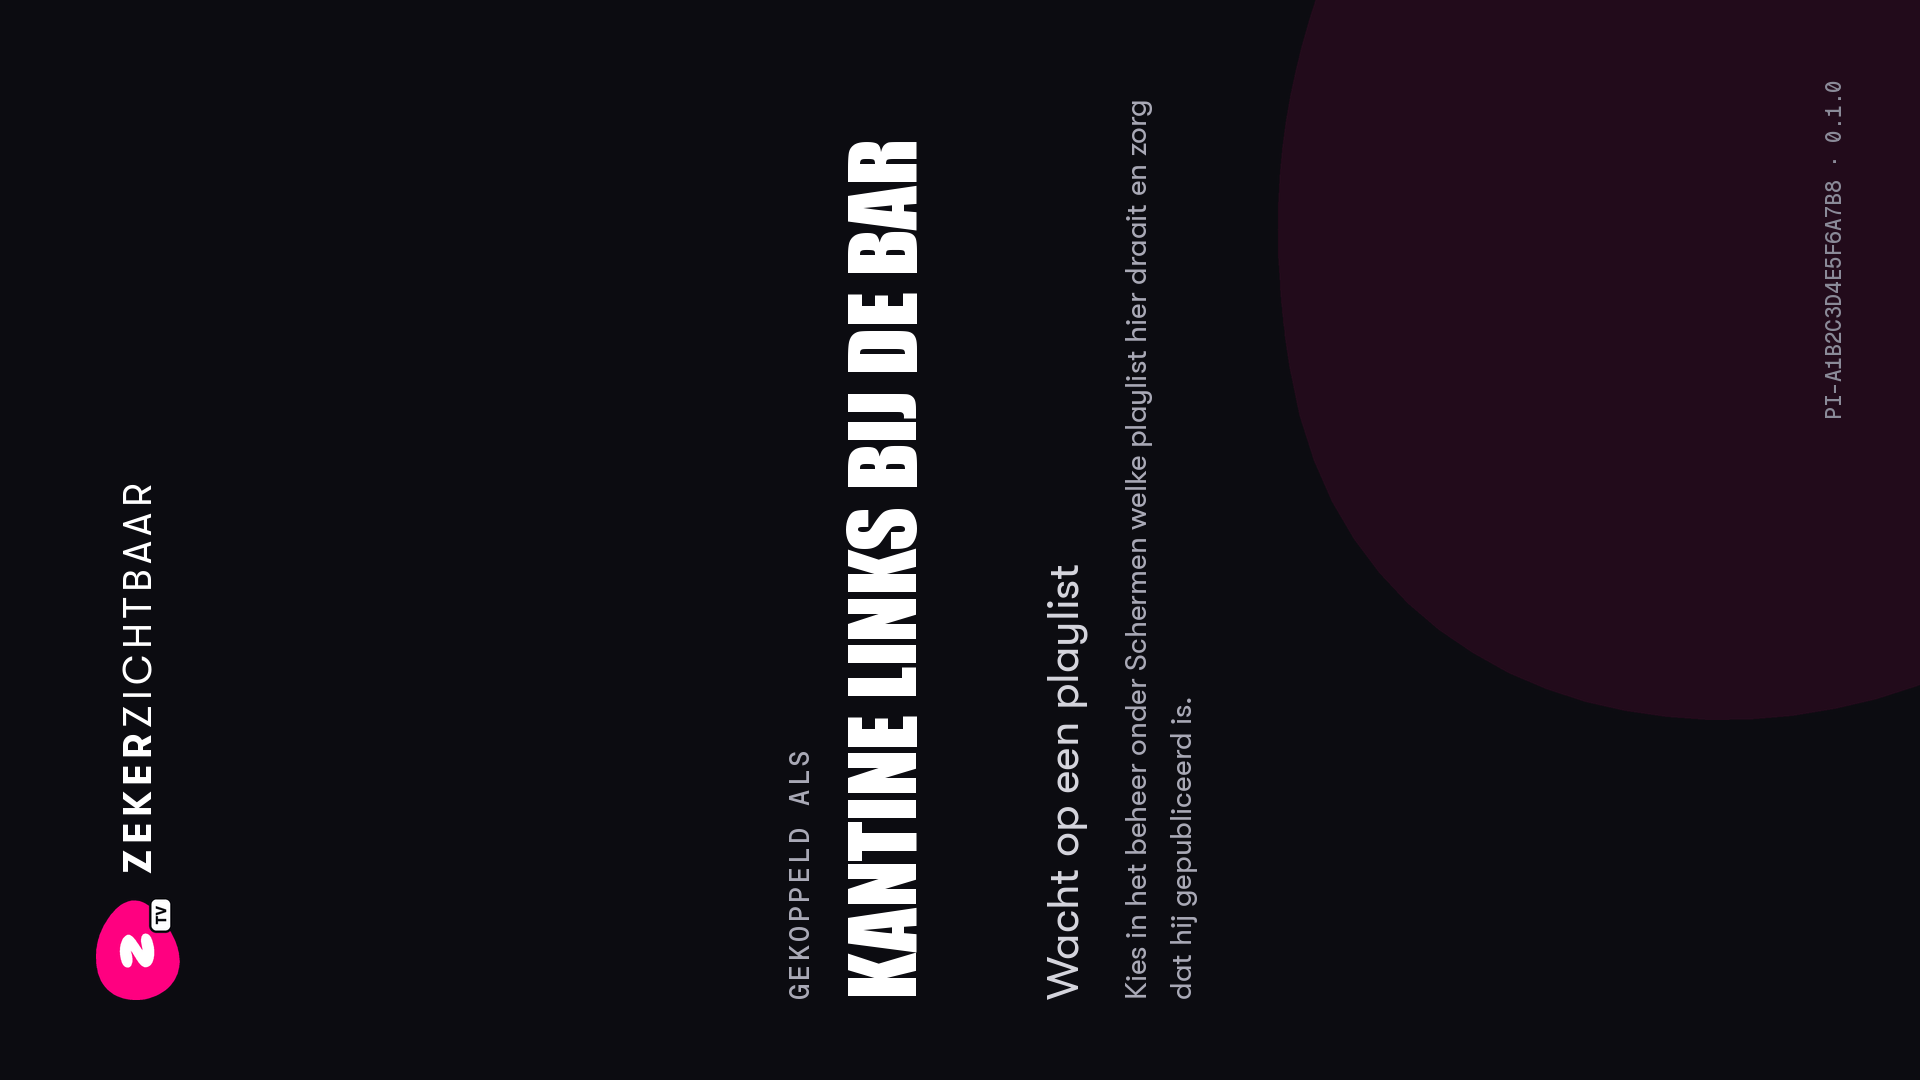 Z TV ZEKERZICHTBAAR
GEKOPPELD ALS
KANTINE LINKS BIJ DE BAR
Wacht op een playlist
Kies in het beheer onder Schermen welke playlist hier draait en zorg
dat hij gepubliceerd is.
PI-A1B2C3D4E5F6A7B8 · 0.1.0